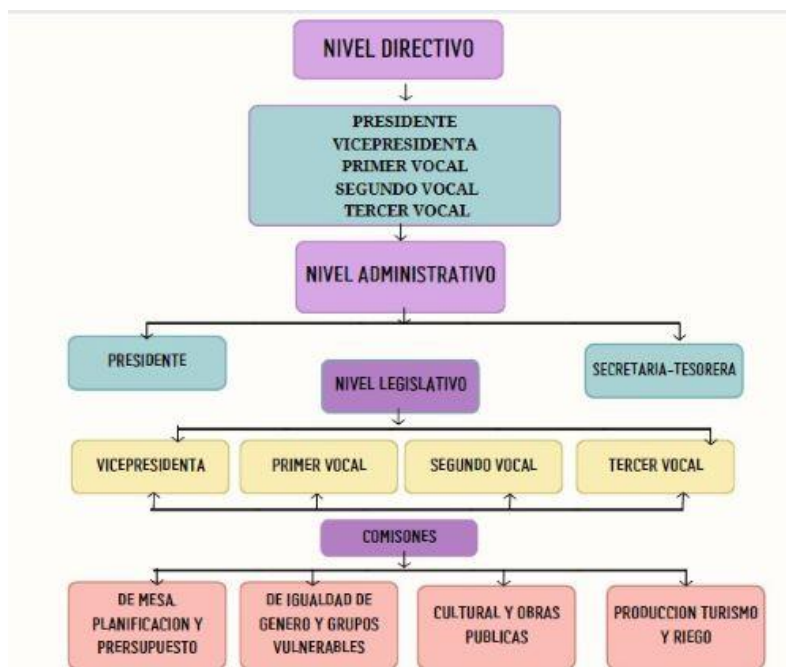 NIVEL DIRECTIVO
PRESIDENTE
VICEPRESIDENTA
PRIMER VOCAL
SEGUNDO VOCAL
TERCER VOCAL
NIVEL ADMINISTRATIVO
PRESIDENTE
SECRETARIA-TESORERA
NIVEL LEGISLATIVO
VICEPRESIDENTA
PRIMER VOCAL
SEGUNDO VOCAL
TERCER VOCAL
COMISONES
DE MESA.
PLANIFICACION Y
PRERSUPUESTO
DE IGUALDAD DE
GENERO Y GRUPOS
VULNERABLES
CULTURAL Y OBRAS
PUBLICAS
PRODUCCION TURISMO
Y RIEGO